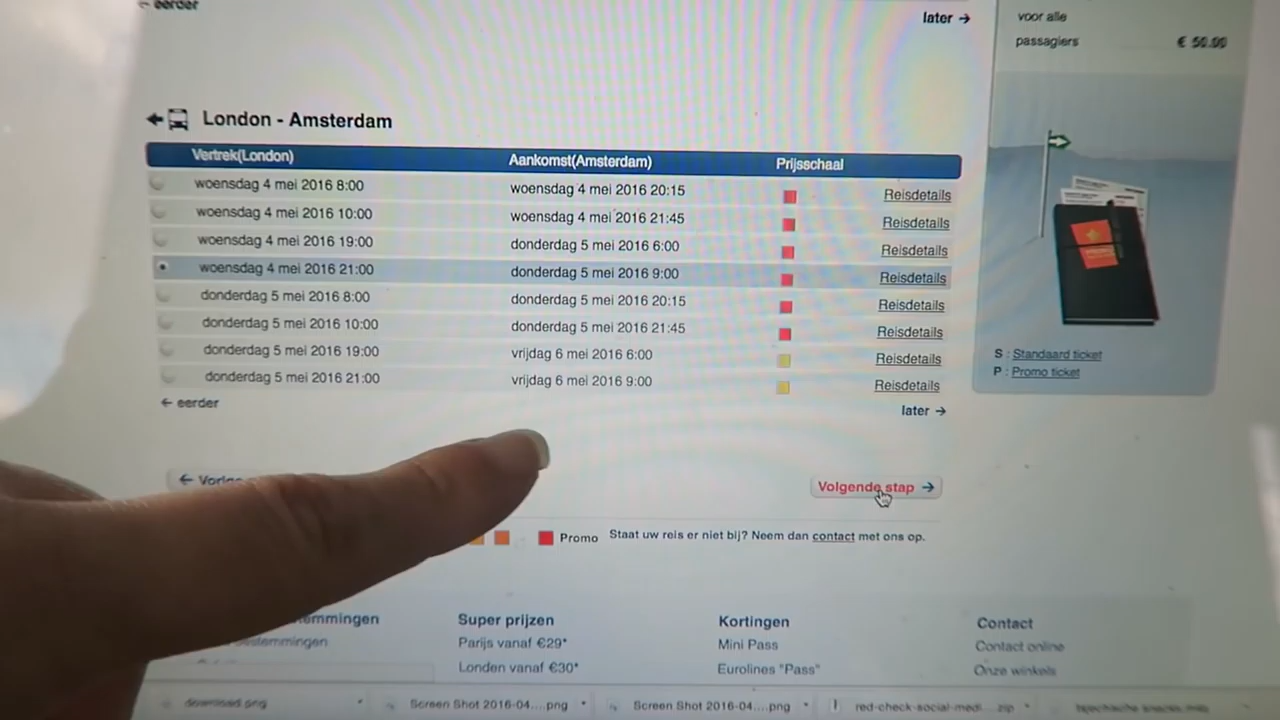 ← eerder
later →
voor alle
passagiers € 50.00
← London - Amsterdam
Vertrek(London) Aankomst(Amsterdam) Prijsschaal
woensdag 4 mei 2016 8:00 woensdag 4 mei 2016 20:15 Reisdetails
woensdag 4 mei 2016 10:00 woensdag 4 mei 2016 21:45 Reisdetails
woensdag 4 mei 2016 19:00 donderdag 5 mei 2016 6:00 Reisdetails
woensdag 4 mei 2016 21:00 donderdag 5 mei 2016 9:00 Reisdetails
donderdag 5 mei 2016 8:00 donderdag 5 mei 2016 20:15 Reisdetails
donderdag 5 mei 2016 10:00 donderdag 5 mei 2016 21:45 Reisdetails
donderdag 5 mei 2016 19:00 vrijdag 6 mei 2016 6:00 Reisdetails
donderdag 5 mei 2016 21:00 vrijdag 6 mei 2016 9:00 Reisdetails
← eerder later →
S : Standaard ticket
P : Promo ticket
Volgende stap →
Promo Staat uw reis er niet bij? Neem dan contact met ons op.
Super prijzen Kortingen Contact
Parijs vanaf €29* Mini Pass Contact online
Londen vanaf €30* Eurolines "Pass" Onze winkels
download.png Screen Shot 2016-04....png Screen Shot 2016-04....png red-check-social-medi....zip